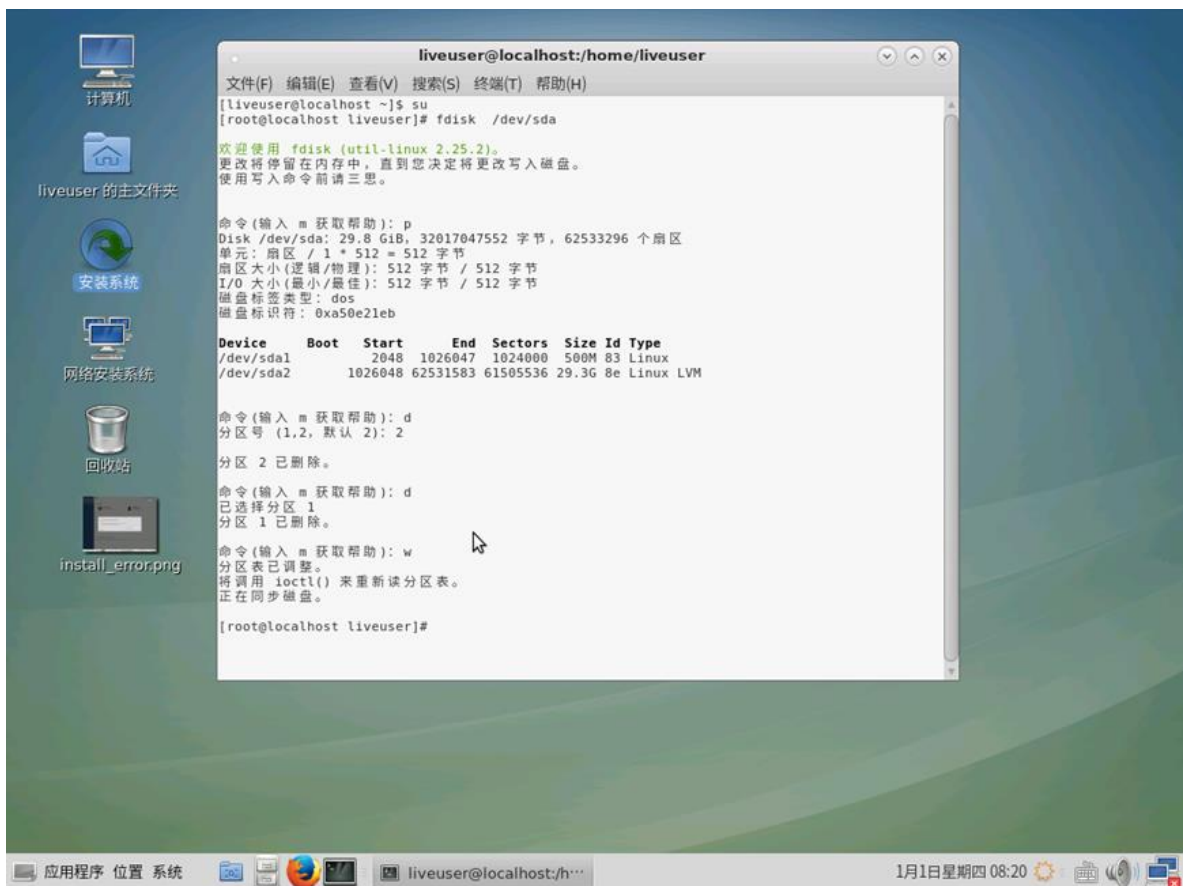 计算机
liveuser 的主文件夹
安装系统
网络安装系统
回收站
install_error.png
liveuser@localhost:/home/liveuser
文件(F) 编辑(E) 查看(V) 搜索(S) 终端(T) 帮助(H)
[liveuser@localhost ~]$ su
[root@localhost liveuser]# fdisk  /dev/sda
欢迎使用 fdisk (util-linux 2.25.2)。
更改将停留在内存中，直到您决定将更改写入磁盘。
使用写入命令前请三思。
命令(输入 m 获取帮助)：p
Disk /dev/sda：29.8 GiB，32017047552 字节，62533296 个扇区
单元：扇区 / 1 * 512 = 512 字节
扇区大小(逻辑/物理)：512 字节 / 512 字节
I/O 大小(最小/最佳)：512 字节 / 512 字节
磁盘标签类型：dos
磁盘标识符：0xa50e21eb
Device     Boot   Start      End  Sectors  Size Id Type
/dev/sda1          2048  1026047  1024000  500M 83 Linux
/dev/sda2       1026048 62531583 61505536 29.3G 8e Linux LVM
命令(输入 m 获取帮助)：d
分区号 (1,2，默认 2)：2
分区 2 已删除。
命令(输入 m 获取帮助)：d
已选择分区 1
分区 1 已删除。
命令(输入 m 获取帮助)：w
分区表已调整。
将调用 ioctl() 来重新读分区表。
正在同步磁盘。
[root@localhost liveuser]#
应用程序 位置 系统 liveuser@localhost:/h… 1月1日星期四 08:20